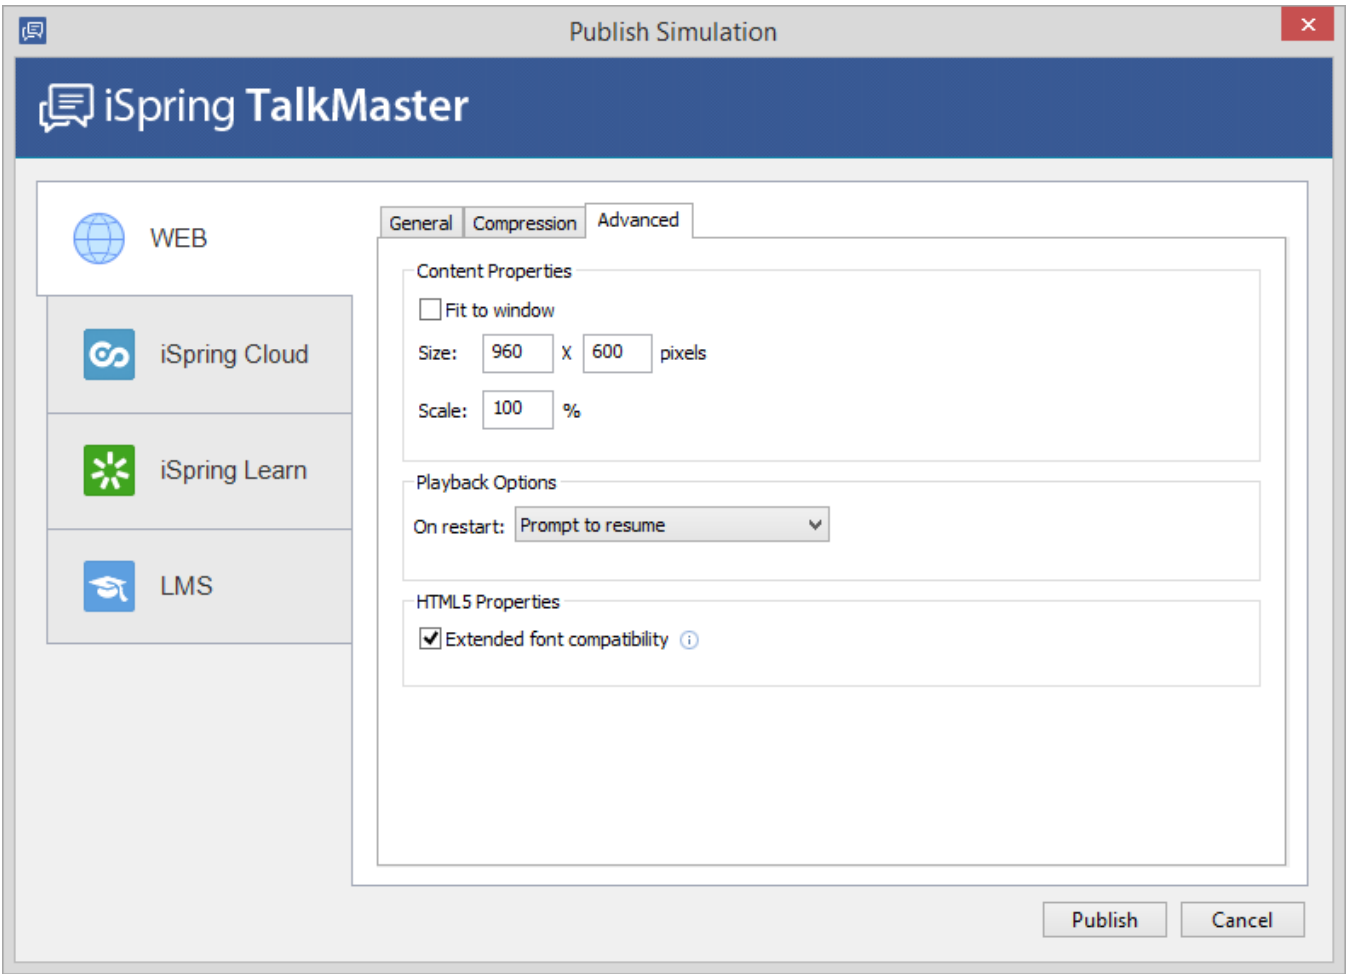 Publish Simulation
iSpring TalkMaster
WEB
iSpring Cloud
iSpring Learn
LMS
General Compression Advanced
Content Properties
Fit to window
Size: 960 X 600 pixels
Scale: 100 %
Playback Options
On restart: Prompt to resume
HTML5 Properties
Extended font compatibility
Publish Cancel